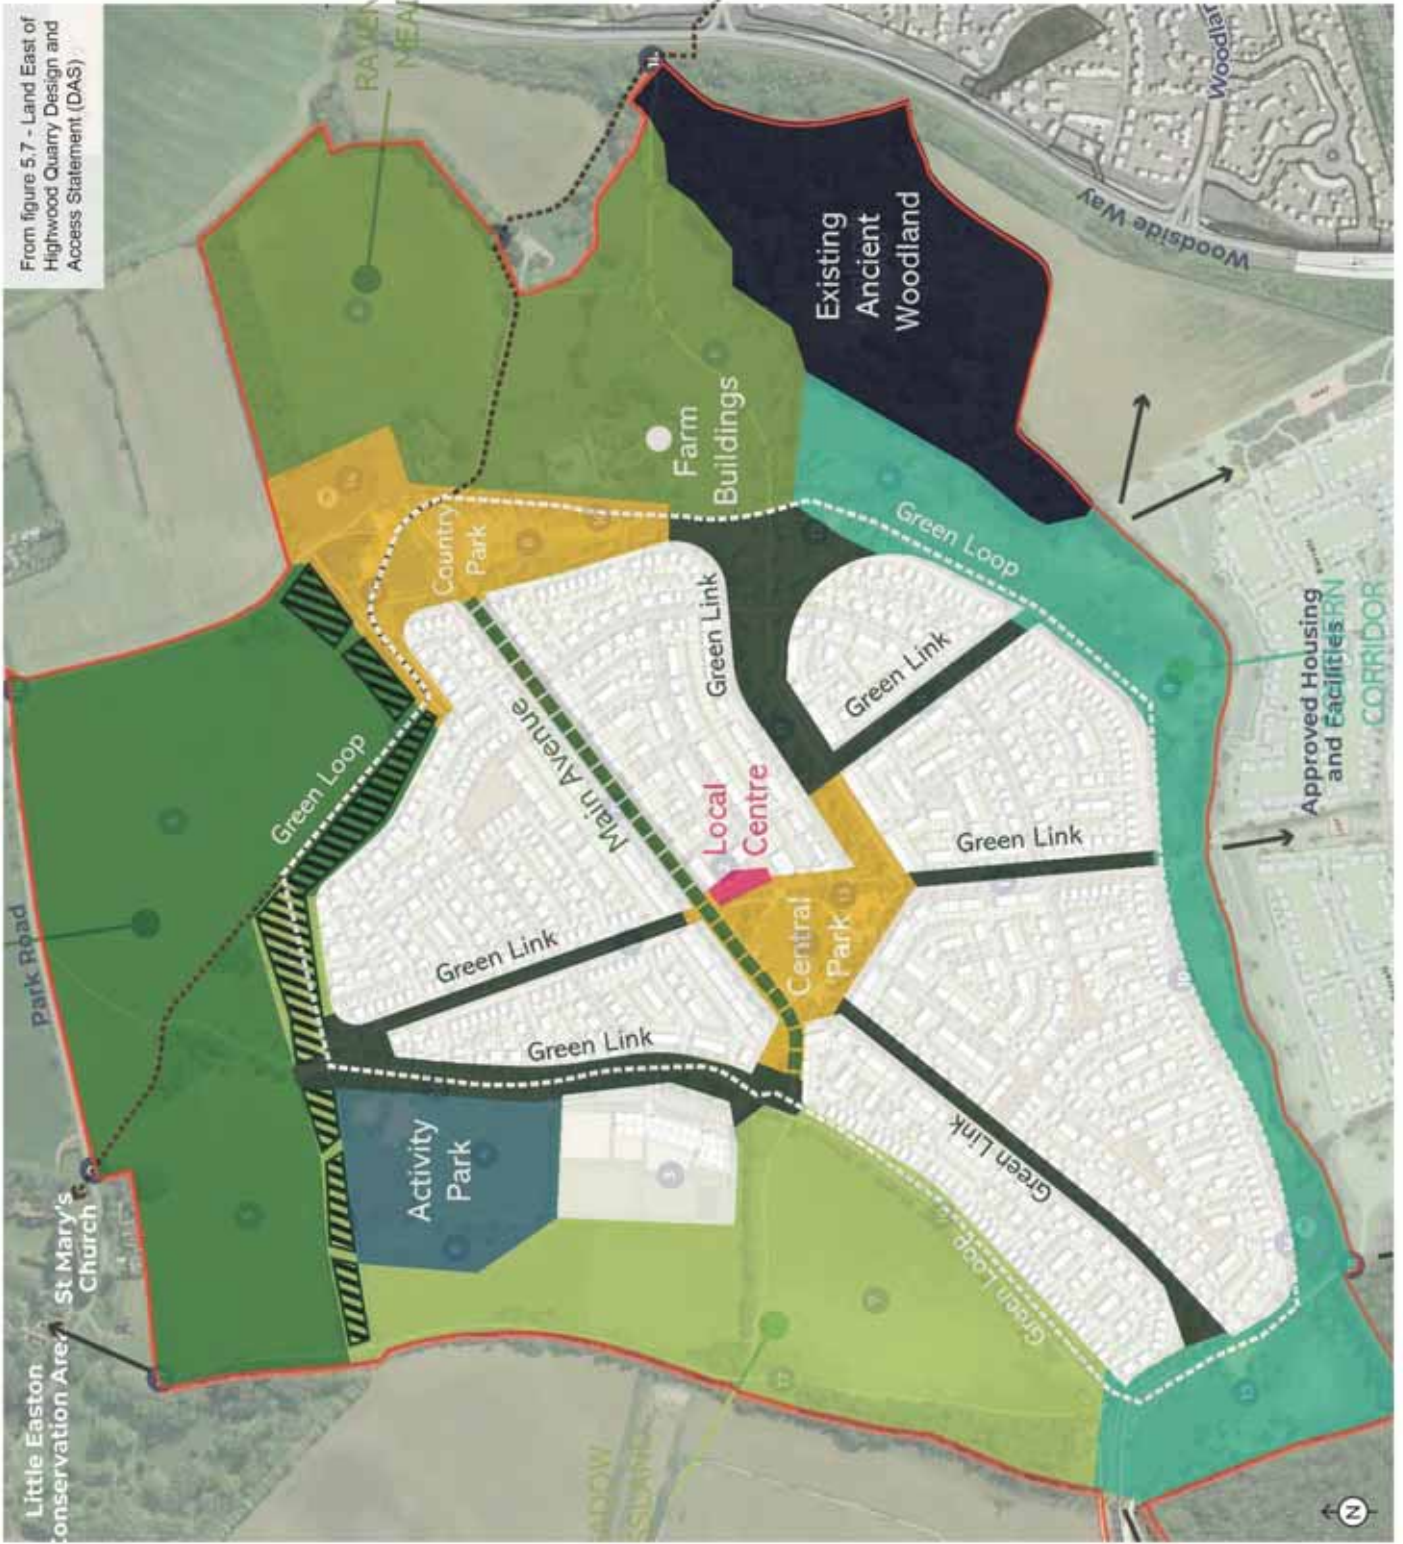 From figure 5.7 - Land East of
Highwood Quarry Design and
Access Statement (DAS)
Little Easton
St Mary's
Church
Park Road
Green Loop
Country
Park
Main Avenue
Activity
Park
Green Link
Green Link
Green Link
Green Link
Green Link
Green Link
Local
Centre
Central
Park
Farm
Buildings
Existing
Ancient
Woodland
Woodside Way
Green Loop
Green Loop
Approved Housing
and Facilities
CORRIDOR
N